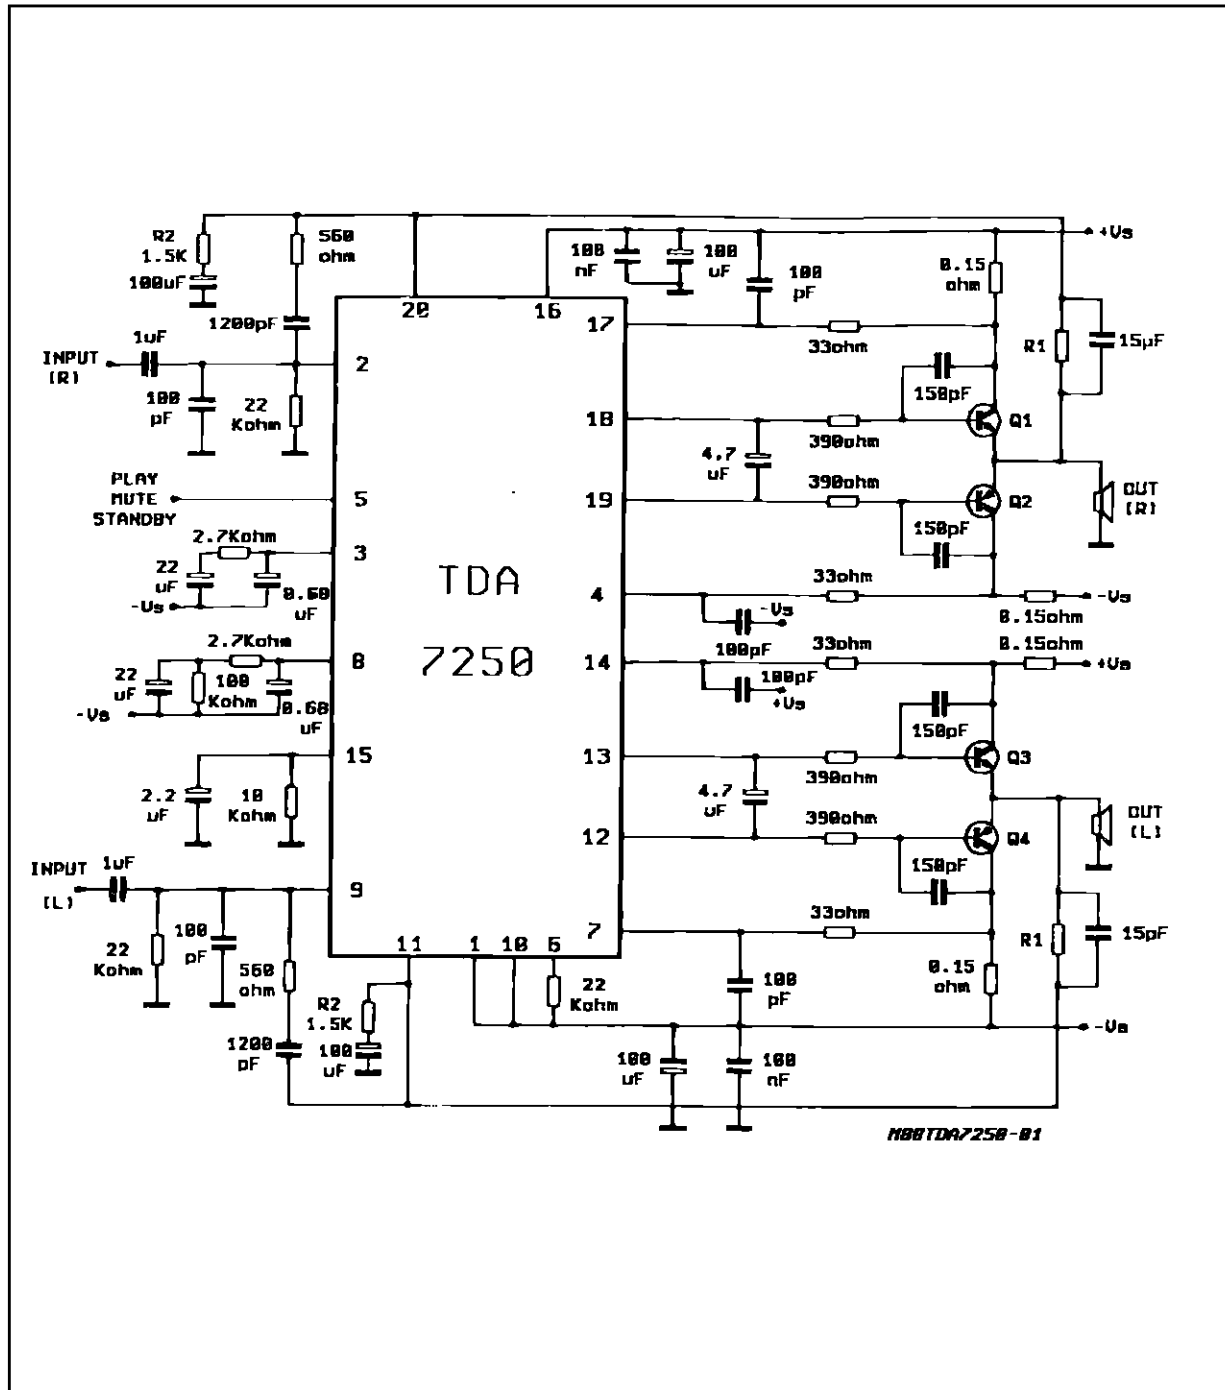 R2
1.5K
100uF
560
ohm
1200pF
1uF
INPUT
(R)
100
pF
22
Kohm
PLAY
MUTE
STANDBY
2.7Kohm
22
uF
-Vs
0.68
uF
2.7Kohm
22
uF
100
Kohm
-Vs
0.68
uF
2.2
uF
10
Kohm
INPUT
(L)
1uF
22
Kohm
100
pF
560
ohm
1200
pF
R2
1.5K
100
uF
20
16
2
5
3
8
15
9
11
1
10
6
17
18
19
4
14
13
12
7
TDA
7250
22
Kohm
100
nF
100
uF
100
pF
+Vs
0.15
ohm
33ohm
R1
15µF
150pF
390ohm
Q1
4.7
uF
390ohm
Q2
OUT
(R)
150pF
33ohm
-Vs
100pF
-Vs
0.15ohm
0.15ohm
33ohm
+Vs
100pF
+Vs
150pF
390ohm
Q3
4.7
uF
390ohm
Q4
OUT
(L)
150pF
33ohm
R1
15pF
0.15
ohm
100
pF
-Vs
100
uF
100
nF
M88TDA7250-01